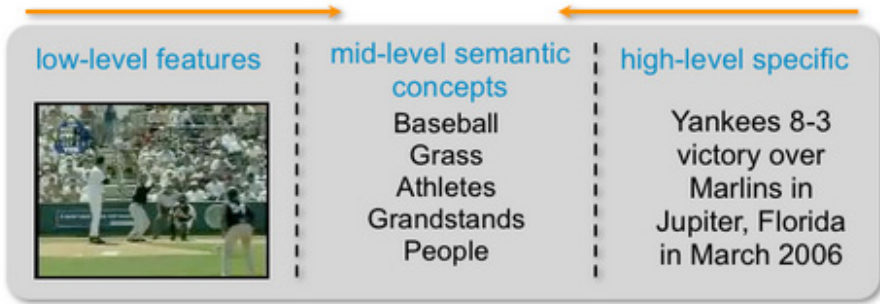 low-level features
mid-level semantic
concepts
Baseball
Grass
Athletes
Grandstands
People
high-level specific
Yankees 8-3
victory over
Marlins in
Jupiter, Florida
in March 2006